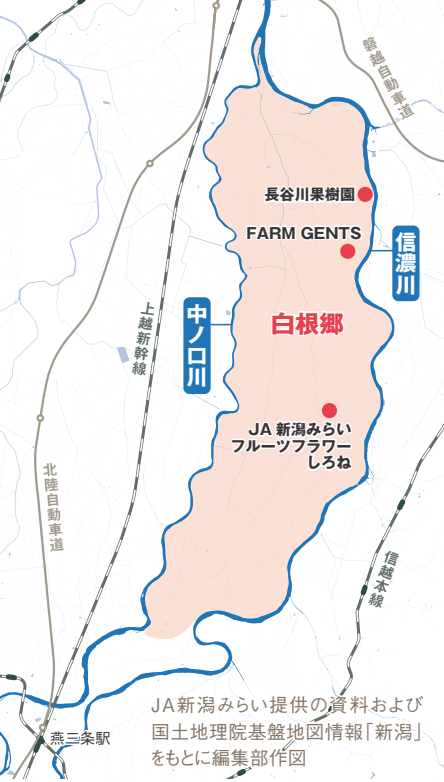 磐越自動車道
長谷川果樹園
FARM GENTS
信濃川
中ノ口川
上越新幹線
白根郷
JA新潟みらい
フルーツフラワー
しろね
北陸自動車道
信越本線
燕三条駅
JA新潟みらい提供の資料および
国土地理院基盤地図情報「新潟」
をもとに編集部作図